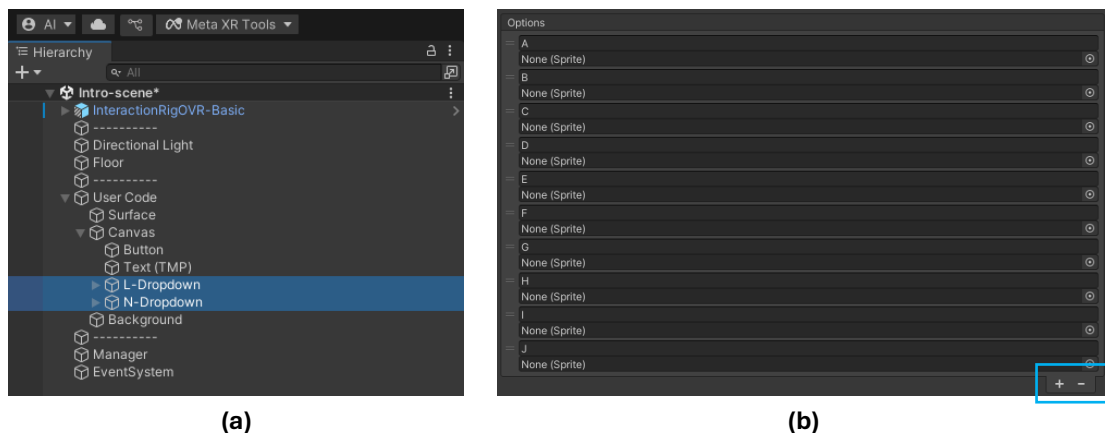 AI Meta XR Tools
Hierarchy
All
Intro-scene*
InteractionRigOVR-Basic
----------
Directional Light
Floor
----------
User Code
Surface
Canvas
Button
Text (TMP)
L-Dropdown
N-Dropdown
Background
----------
Manager
EventSystem
(a)
Options
A
None (Sprite)
B
None (Sprite)
C
None (Sprite)
D
None (Sprite)
E
None (Sprite)
F
None (Sprite)
G
None (Sprite)
H
None (Sprite)
I
None (Sprite)
J
None (Sprite)
+ -
(b)